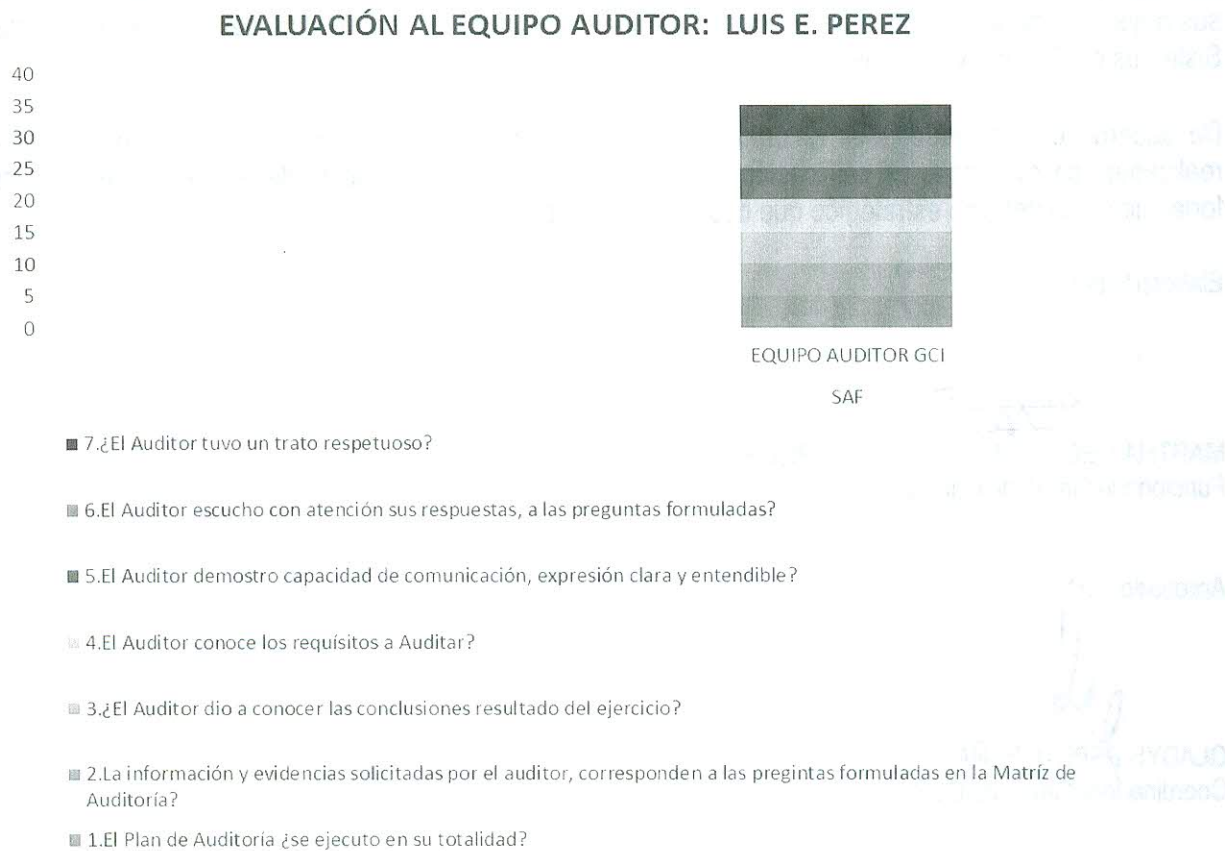 EVALUACIÓN AL EQUIPO AUDITOR: LUIS E. PEREZ
40
35
30
25
20
15
10
5
0
EQUIPO AUDITOR GCI
SAF
7.¿El Auditor tuvo un trato respetuoso?
6.El Auditor escucho con atención sus respuestas, a las preguntas formuladas?
5.El Auditor demostro capacidad de comunicación, expresión clara y entendible?
4.El Auditor conoce los requísitos a Auditar?
3.¿El Auditor dio a conocer las conclusiones resultado del ejercicio?
2.La información y evidencias solicitadas por el auditor, corresponden a las pregintas formuladas en la Matríz de
Auditoría?
1.El Plan de Auditoría ¿se ejecuto en su totalidad?